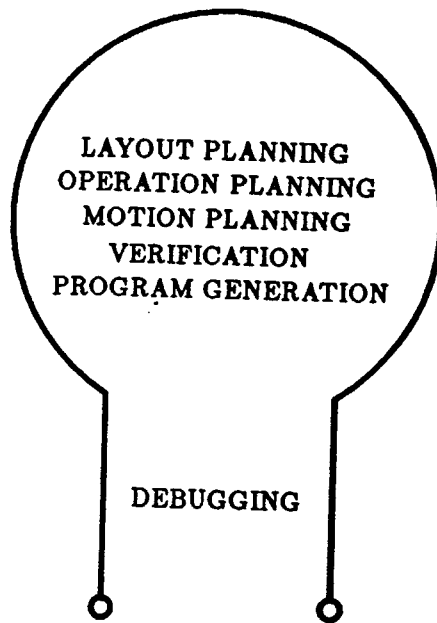 LAYOUT PLANNING
OPERATION PLANNING
MOTION PLANNING
VERIFICATION
PROGRAM GENERATION
DEBUGGING